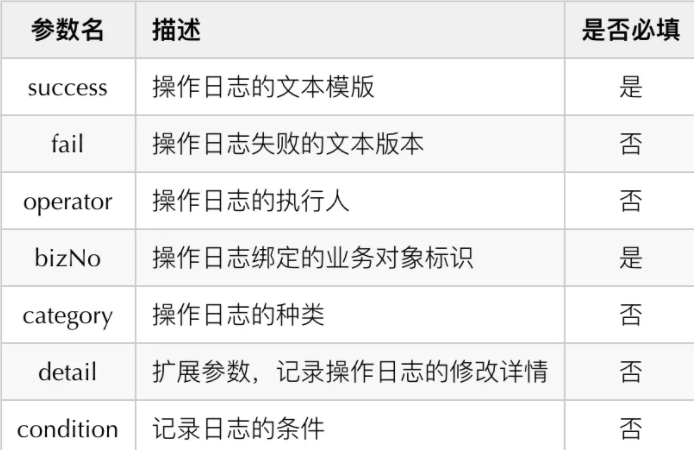 参数名 描述 是否必填
success 操作日志的文本模版 是
fail 操作日志失败的文本版本 否
operator 操作日志的执行人 否
bizNo 操作日志绑定的业务对象标识 是
category 操作日志的种类 否
detail 扩展参数，记录操作日志的修改详情 否
condition 记录日志的条件 否